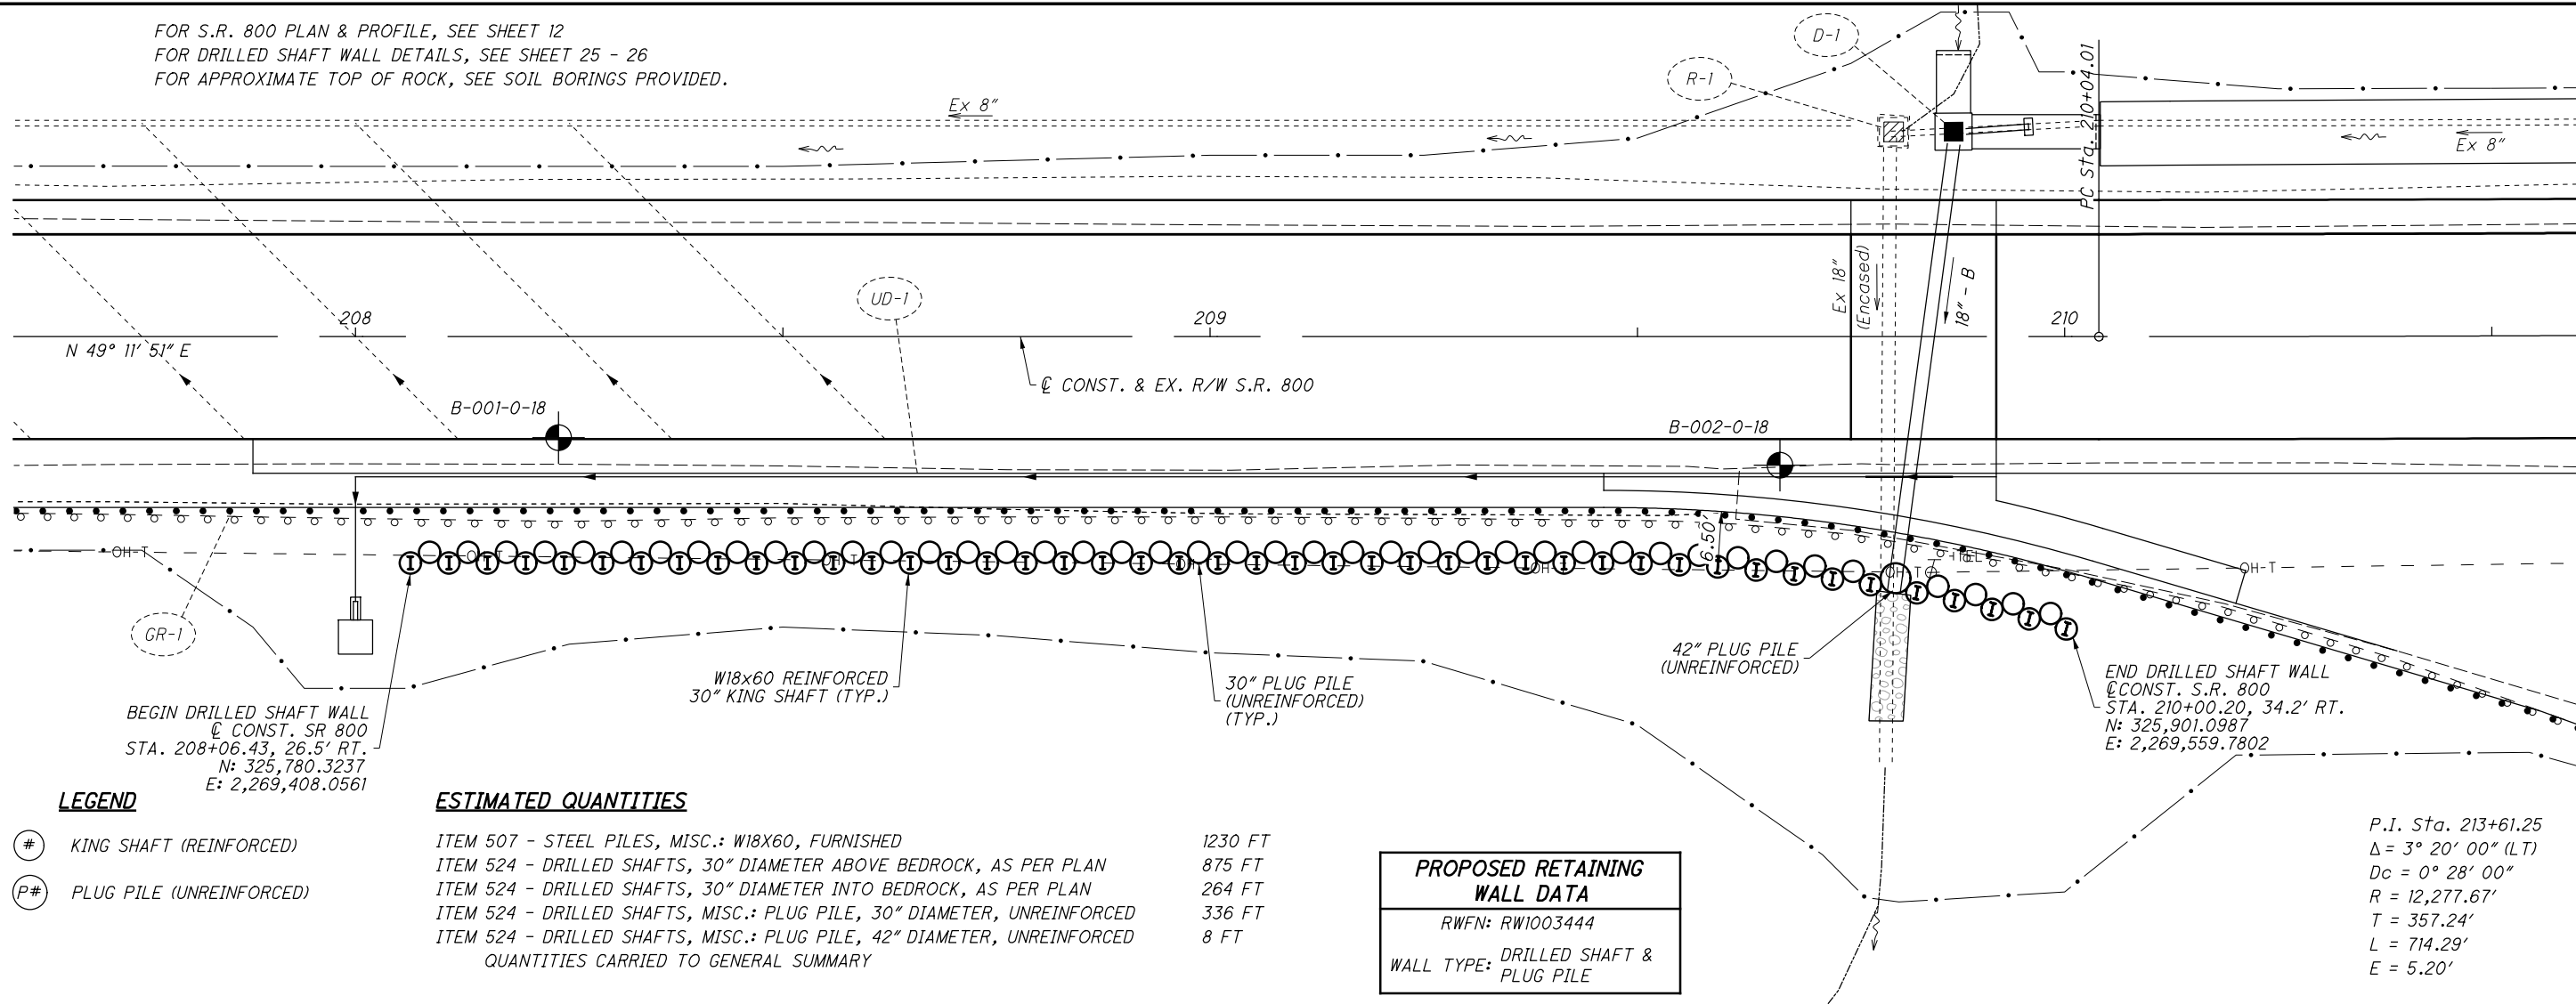 FOR S.R. 800 PLAN & PROFILE, SEE SHEET 12
FOR DRILLED SHAFT WALL DETAILS, SEE SHEET 25 - 26
FOR APPROXIMATE TOP OF ROCK, SEE SOIL BORINGS PROVIDED.
D-1
R-1
Ex 8"
PC Sta. 210+04.01
Ex 8"
UD-1
Ex 18"
(Encased)
18" - B
208
209
210
N 49° 11' 51" E
℄ CONST. & EX. R/W S.R. 800
B-001-0-18
B-002-0-18
6.50'
OH-T
OH-T
OH-T
OH-T
OH-T
OH-T
GR-1
W18x60 REINFORCED
30" KING SHAFT (TYP.)
30" PLUG PILE
(UNREINFORCED)
(TYP.)
42" PLUG PILE
(UNREINFORCED)
END DRILLED SHAFT WALL
℄CONST. S.R. 800
STA. 210+00.20, 34.2' RT.
N: 325,901.0987
E: 2,269,559.7802
BEGIN DRILLED SHAFT WALL
℄ CONST. SR 800
STA. 208+06.43, 26.5' RT.
N: 325,780.3237
E: 2,269,408.0561
LEGEND
# KING SHAFT (REINFORCED)
P# PLUG PILE (UNREINFORCED)
ESTIMATED QUANTITIES
ITEM 507 - STEEL PILES, MISC.: W18X60, FURNISHED 1230 FT
ITEM 524 - DRILLED SHAFTS, 30" DIAMETER ABOVE BEDROCK, AS PER PLAN 875 FT
ITEM 524 - DRILLED SHAFTS, 30" DIAMETER INTO BEDROCK, AS PER PLAN 264 FT
ITEM 524 - DRILLED SHAFTS, MISC.: PLUG PILE, 30" DIAMETER, UNREINFORCED 336 FT
ITEM 524 - DRILLED SHAFTS, MISC.: PLUG PILE, 42" DIAMETER, UNREINFORCED 8 FT
QUANTITIES CARRIED TO GENERAL SUMMARY
PROPOSED RETAINING
WALL DATA
RWFN: RW1003444
WALL TYPE: DRILLED SHAFT &
PLUG PILE
P.I. Sta. 213+61.25
Δ = 3° 20' 00" (LT)
Dc = 0° 28' 00"
R = 12,277.67'
T = 357.24'
L = 714.29'
E = 5.20'